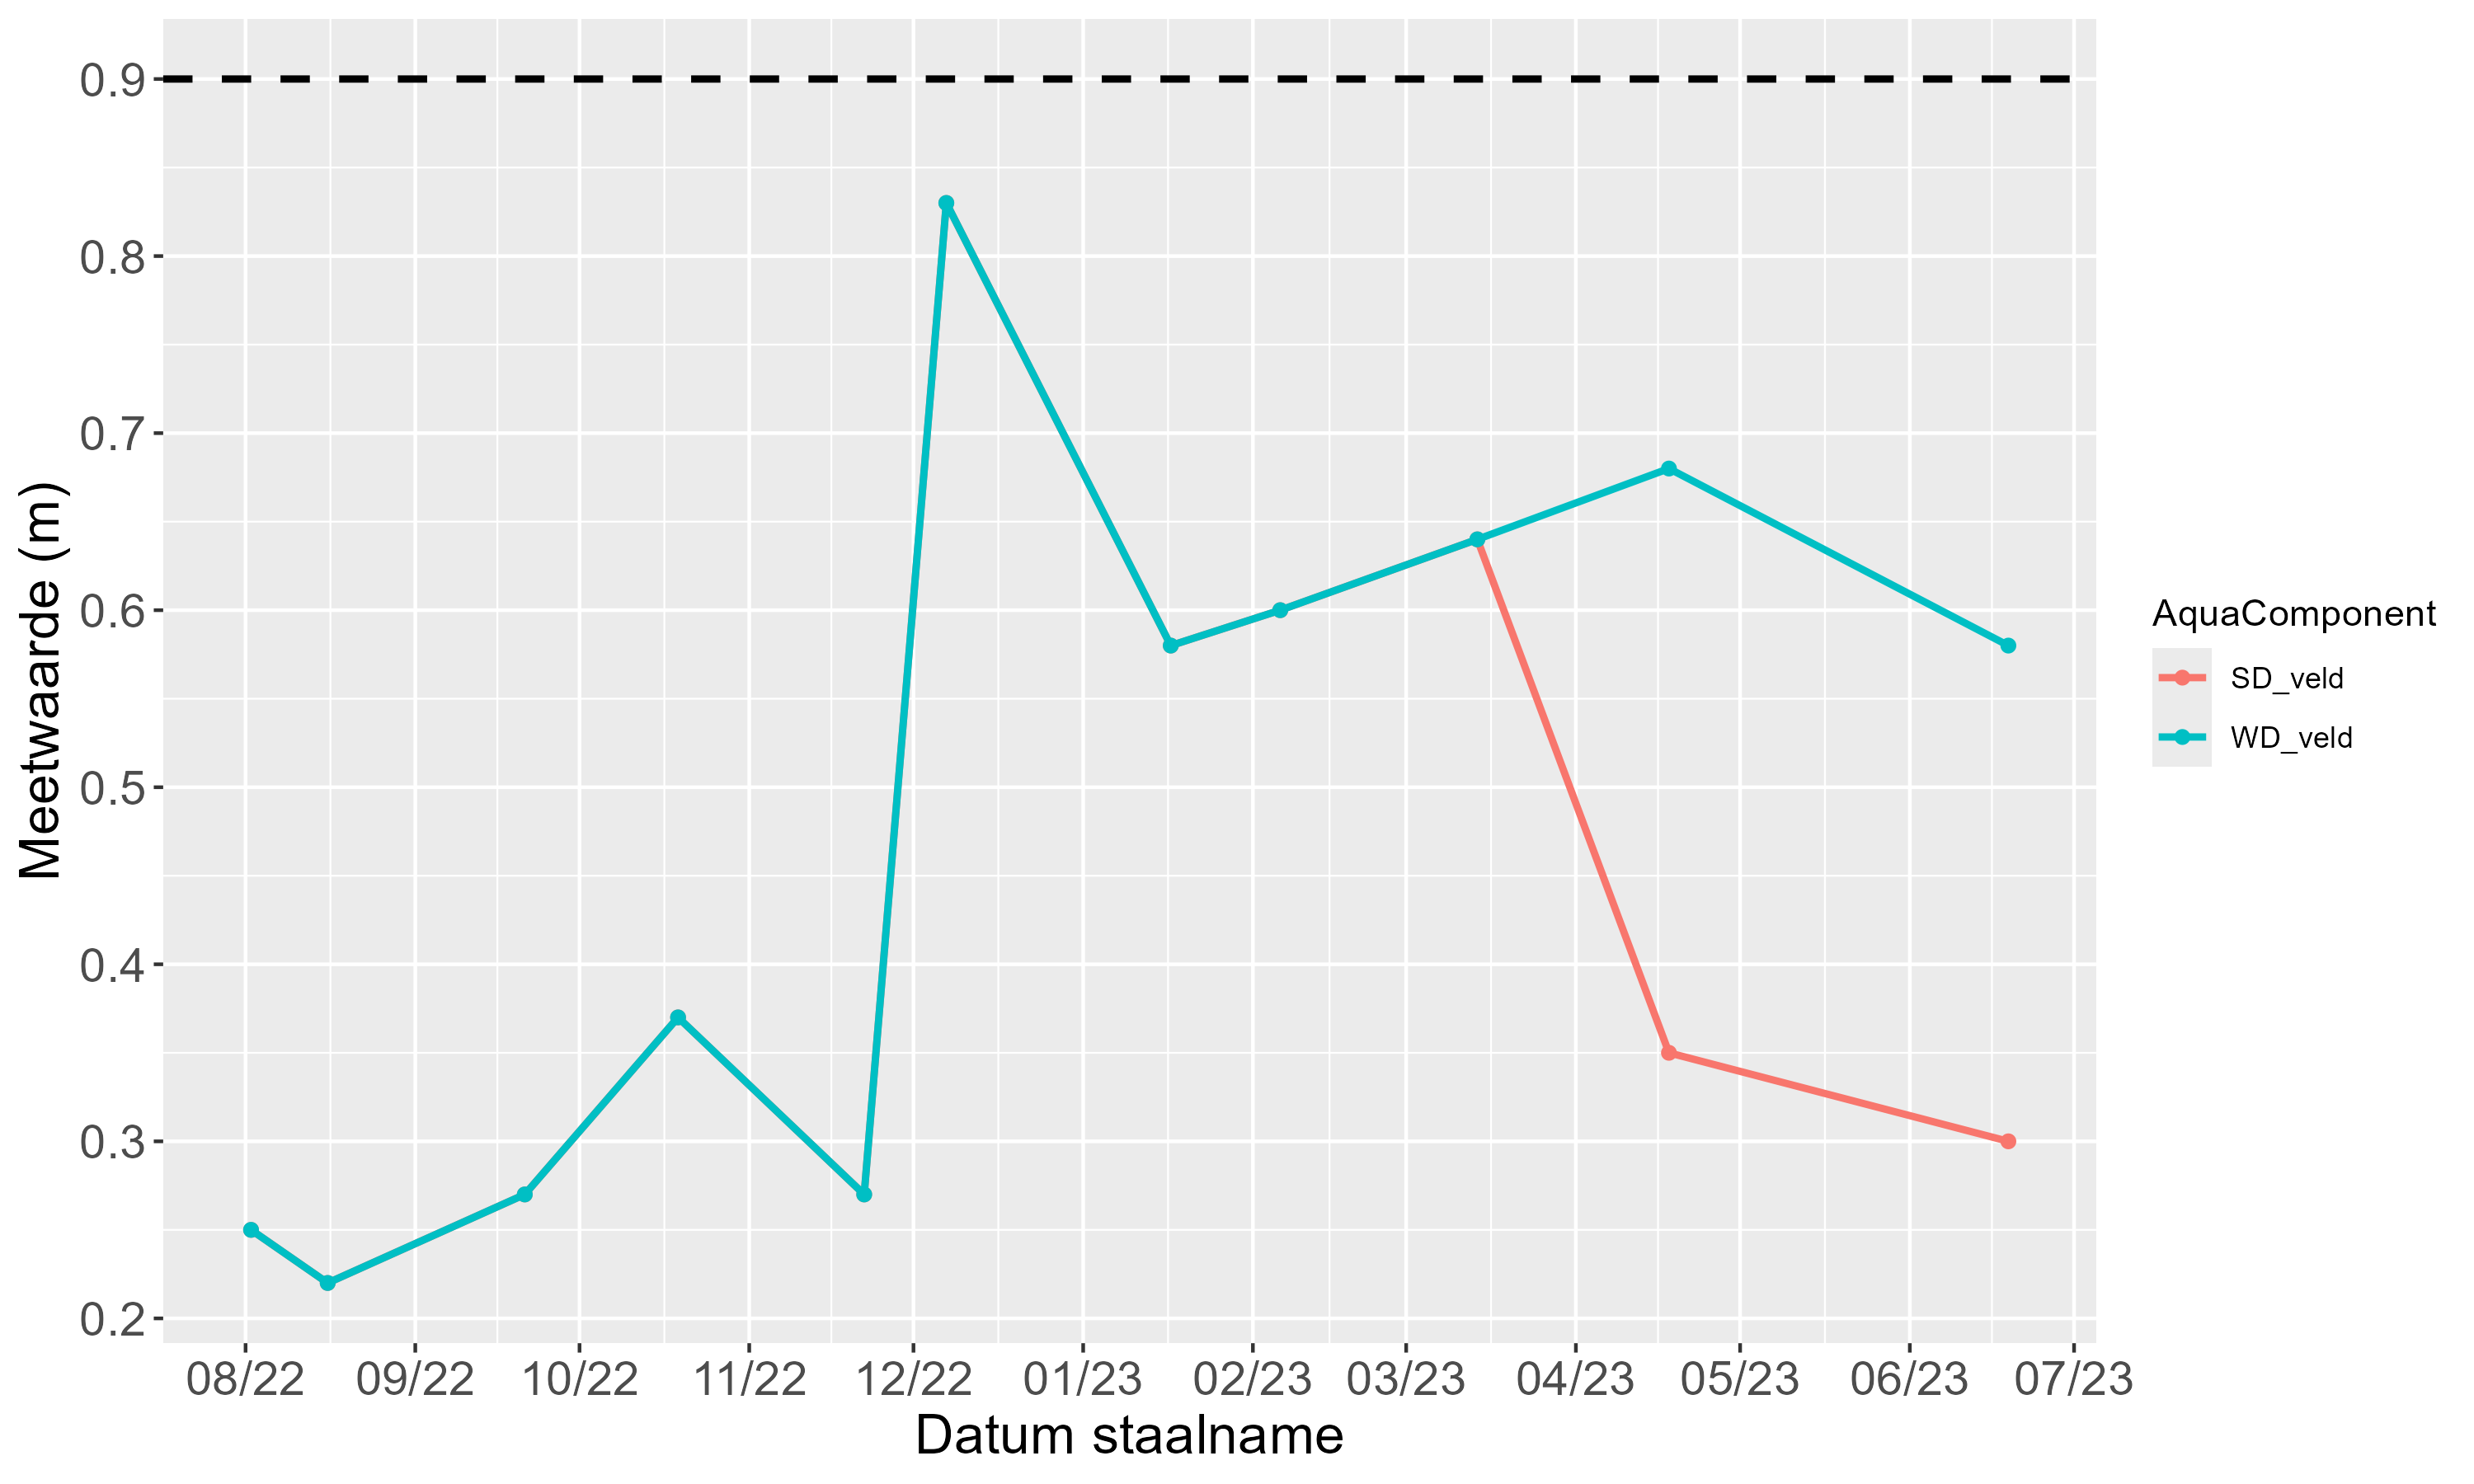 Meetwaarde (m)
0.9
0.8
0.7
0.6
0.5
0.4
0.3
0.2
08/22 09/22 10/22 11/22 12/22 01/23 02/23 03/23 04/23 05/23 06/23 07/23
Datum staalname
AquaComponent
SD_veld
WD_veld